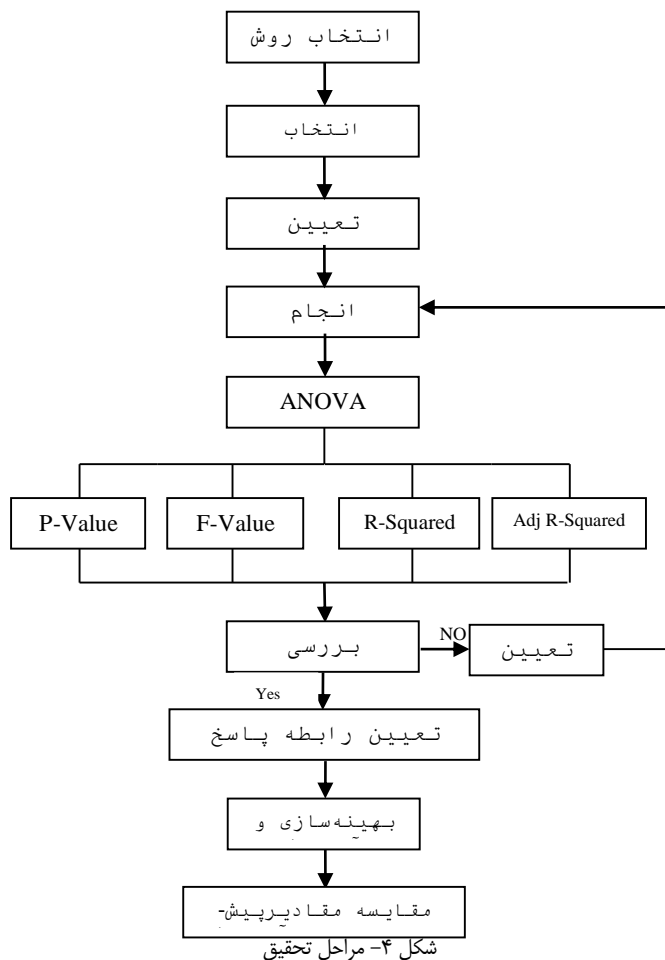 انتخاب روش
انتخاب
تعیین
انجام
ANOVA
P-Value
F-Value
R-Squared
Adj R-Squared
بررسی
NO
تعیین
Yes
تعیین رابطه پاسخ
بهینه‌سازی و
مقایسه مقادیرپیش-
شکل ۴- مراحل تحقیق